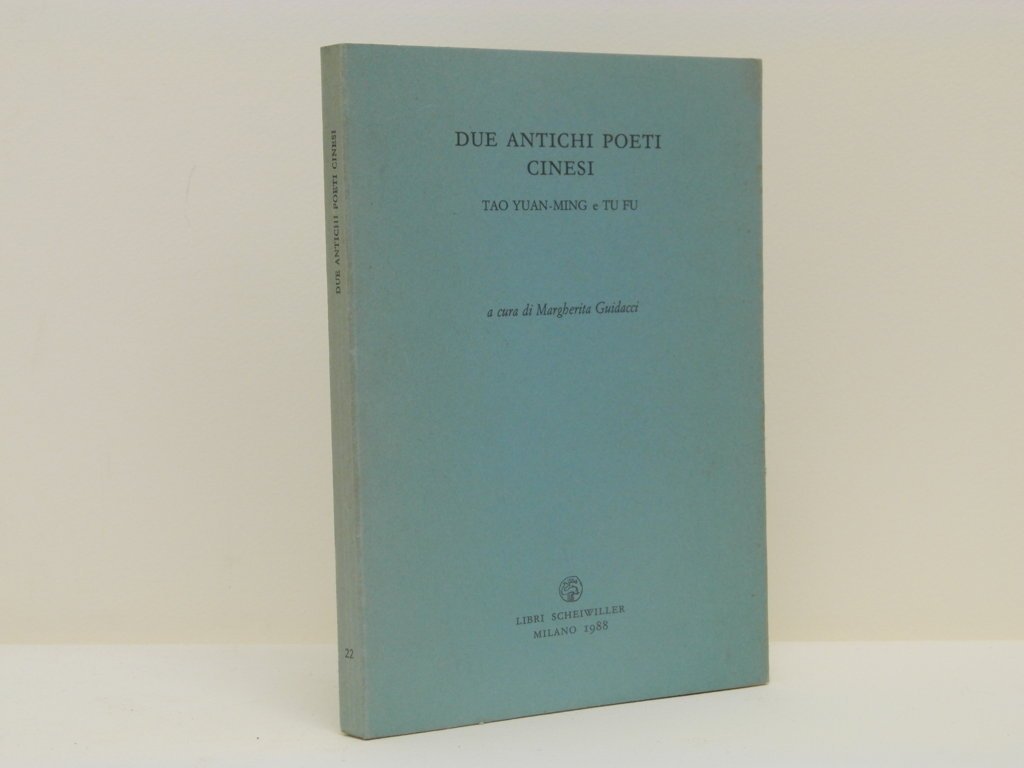 DUE ANTICHI POETI
CINESI
TAO YUAN-MING e TU FU
a cura di Margherita Guidacci
LIBRI SCHEIWILLER
MILANO 1988
DUE ANTICHI POETI CINESI
22